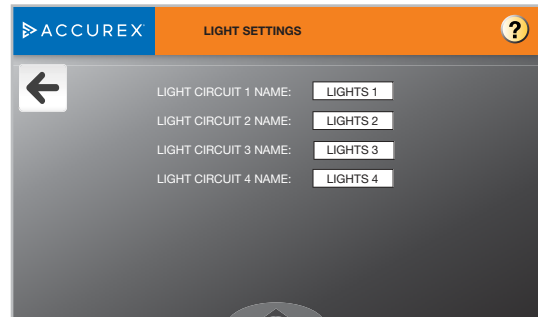 ACCUREX
LIGHT SETTINGS
?
LIGHT CIRCUIT 1 NAME: LIGHTS 1
LIGHT CIRCUIT 2 NAME: LIGHTS 2
LIGHT CIRCUIT 3 NAME: LIGHTS 3
LIGHT CIRCUIT 4 NAME: LIGHTS 4